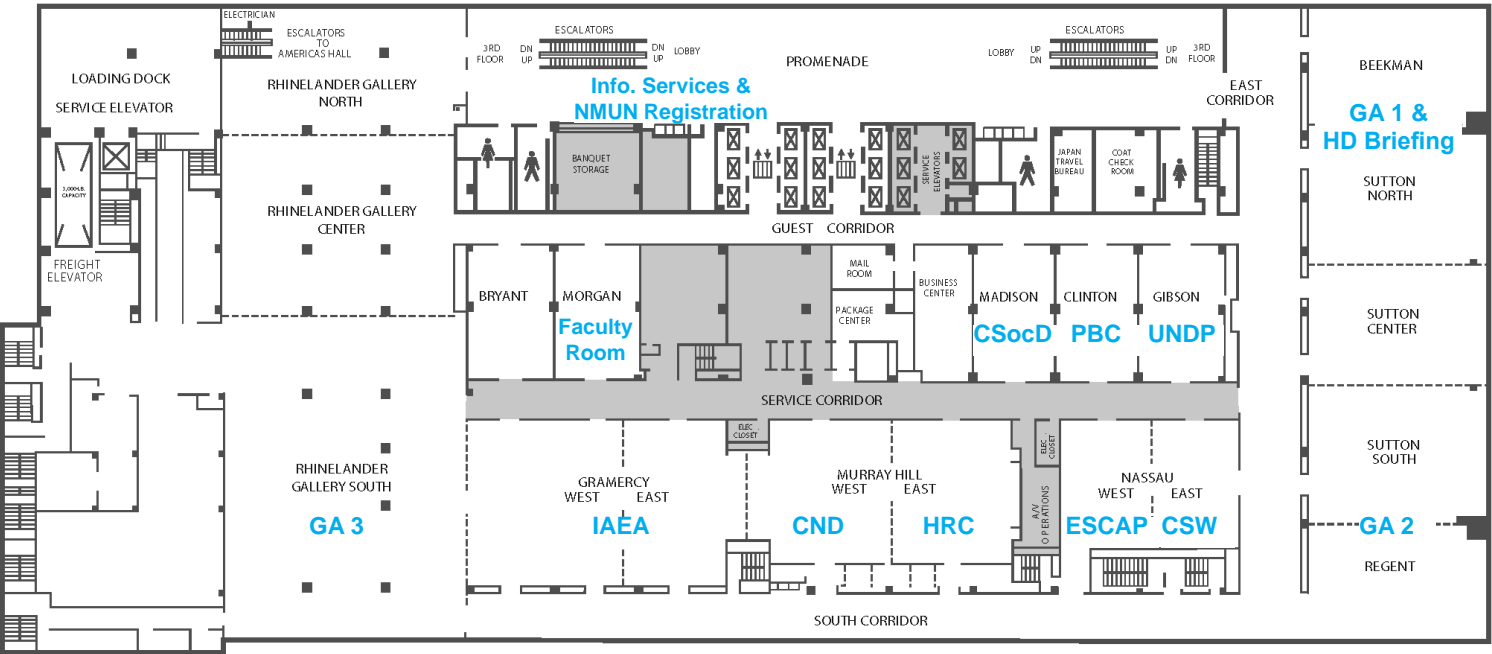 ELECTRICIAN
ESCALATORS
TO
AMERICAS HALL
LOADING DOCK
SERVICE ELEVATOR
RHINELANDER GALLERY
NORTH
3RD
FLOOR
DN
UP
ESCALATORS
DN
UP
LOBBY
PROMENADE
LOBBY
UP
DN
ESCALATORS
UP
DN
3RD
FLOOR
Info. Services &
NMUN Registration
EAST
CORRIDOR
BEEKMAN
GA 1 &
HD Briefing
BANQUET
STORAGE
SERVICE
ELEVATORS
JAPAN
TRAVEL
BUREAU
COAT
CHECK
ROOM
3,000-LB.
CAPACITY
SUTTON
NORTH
RHINELANDER GALLERY
CENTER
GUEST CORRIDOR
FREIGHT
ELEVATOR
BRYANT
MORGAN
Faculty
Room
MAIL
ROOM
PACKAGE
CENTER
BUSINESS
CENTER
MADISON
CSocD
CLINTON
PBC
GIBSON
UNDP
SUTTON
CENTER
SERVICE CORRIDOR
ELEC.
CLOSET
ELEC.
CLOSET
RHINELANDER
GALLERY SOUTH
GA 3
GRAMERCY
WEST EAST
IAEA
MURRAY HILL
WEST EAST
CND
HRC
A/V
OPERATIONS
NASSAU
WEST EAST
ESCAP
CSW
SUTTON
SOUTH
GA 2
REGENT
SOUTH CORRIDOR